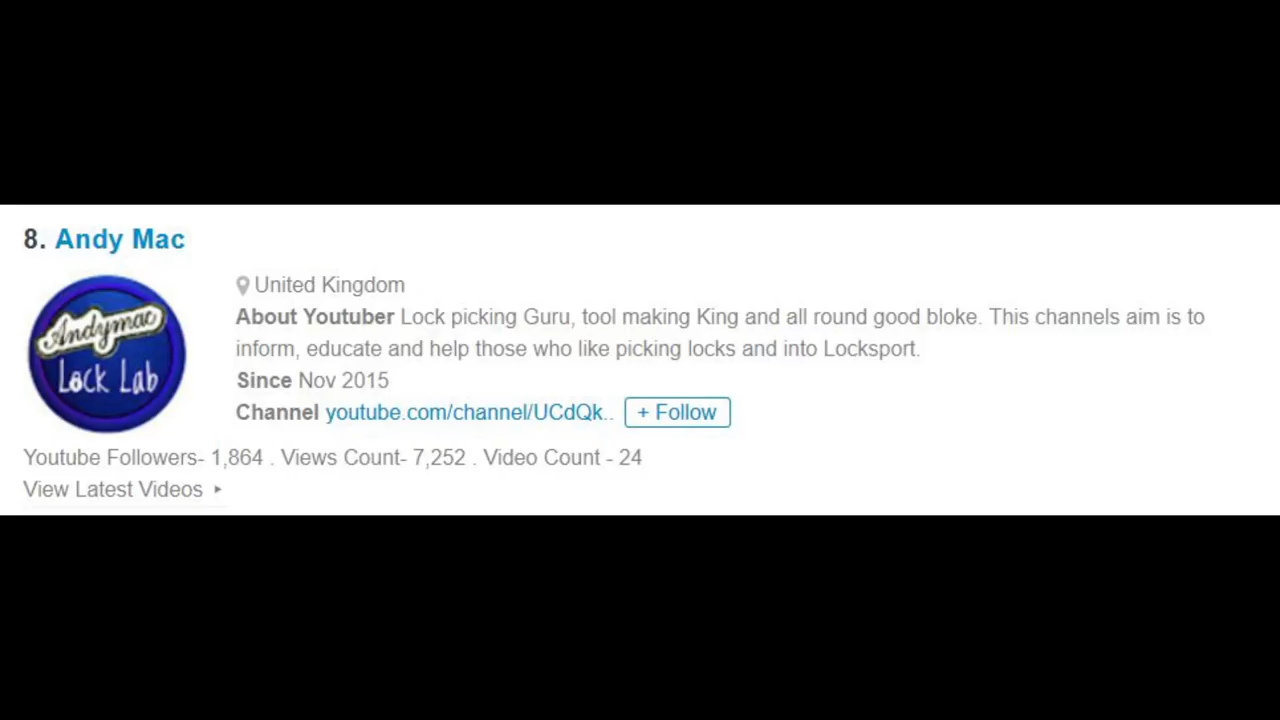 8. Andy Mac
Andymac
Lock Lab
United Kingdom
About Youtuber Lock picking Guru, tool making King and all round good bloke. This channels aim is to
inform, educate and help those who like picking locks and into Locksport.
Since Nov 2015
Channel youtube.com/channel/UCdQk.. + Follow
Youtube Followers- 1,864 . Views Count- 7,252 . Video Count - 24
View Latest Videos ▸